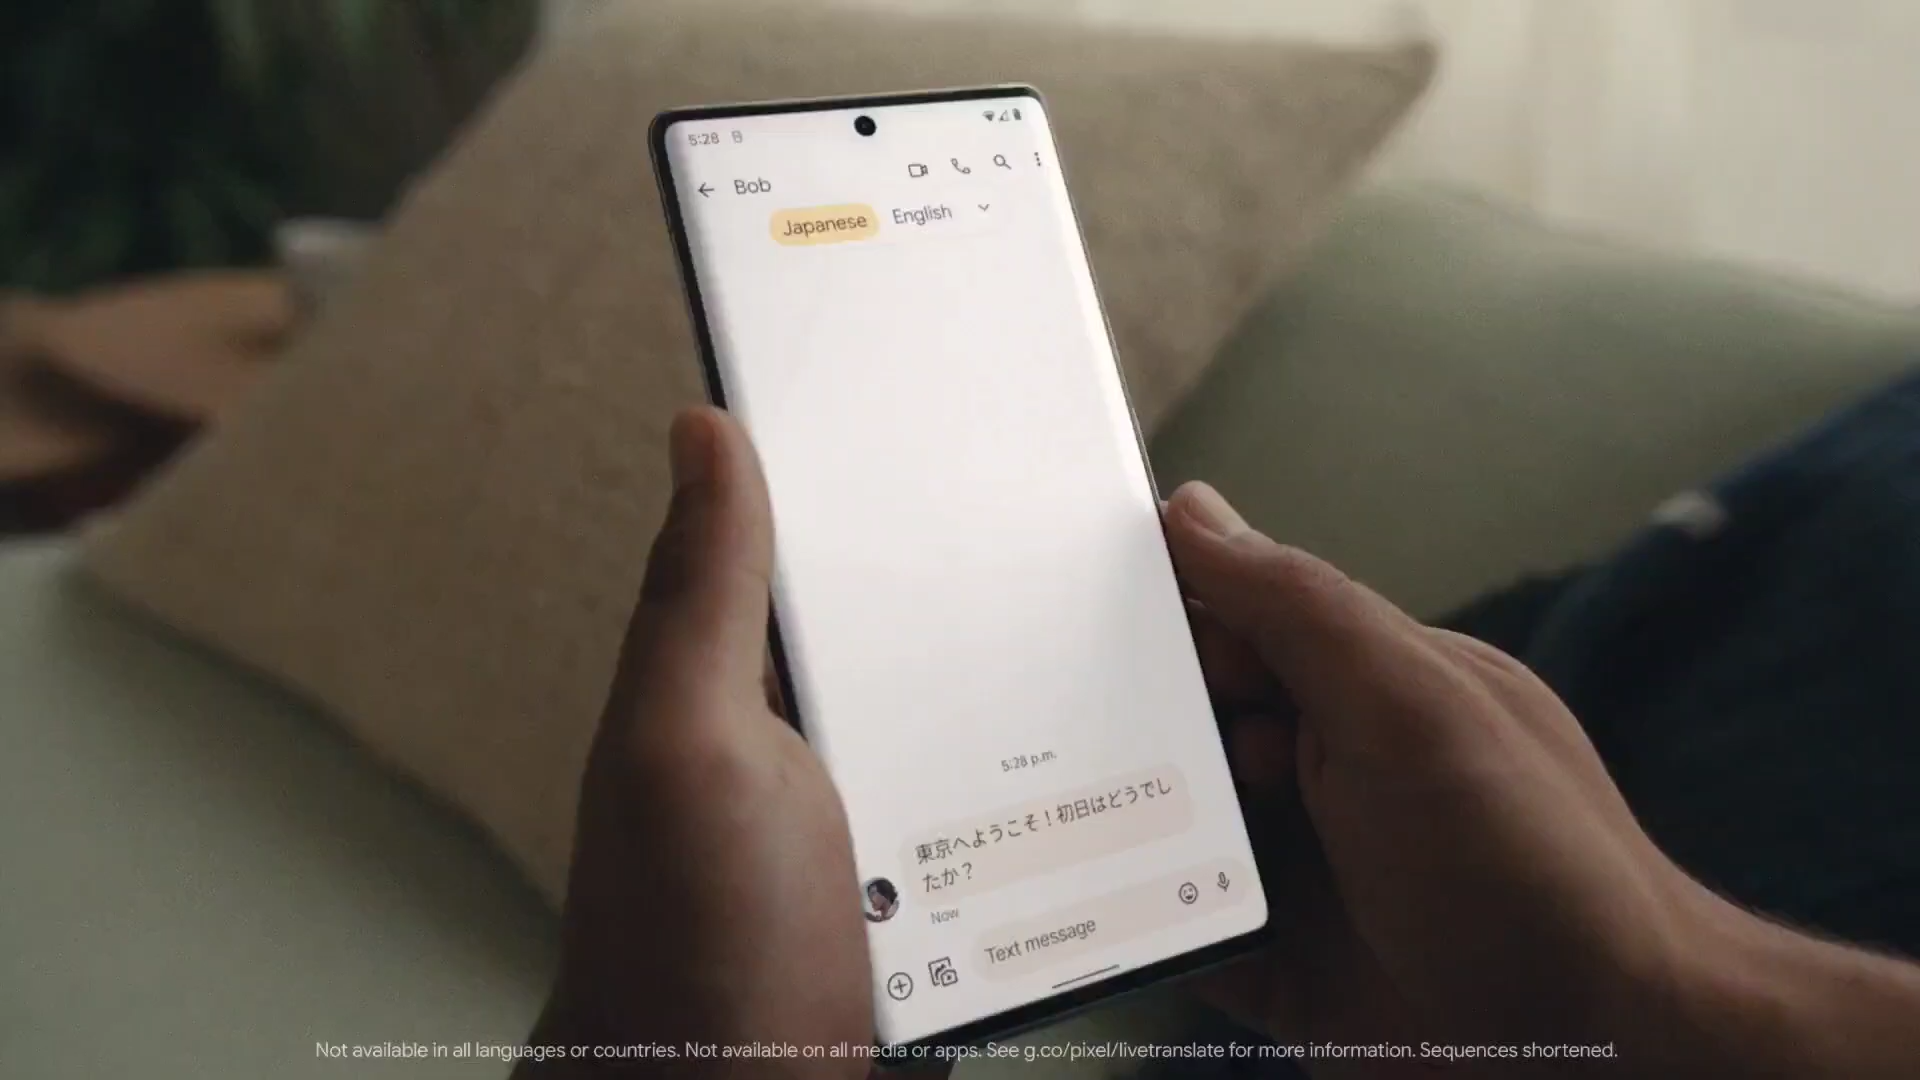 5:28
Bob
Japanese English
5:28 p.m.
東京へようこそ！初日はどうでし
たか？
Now
Text message
Not available in all languages or countries. Not available on all media or apps. See g.co/pixel/livetranslate for more information. Sequences shortened.